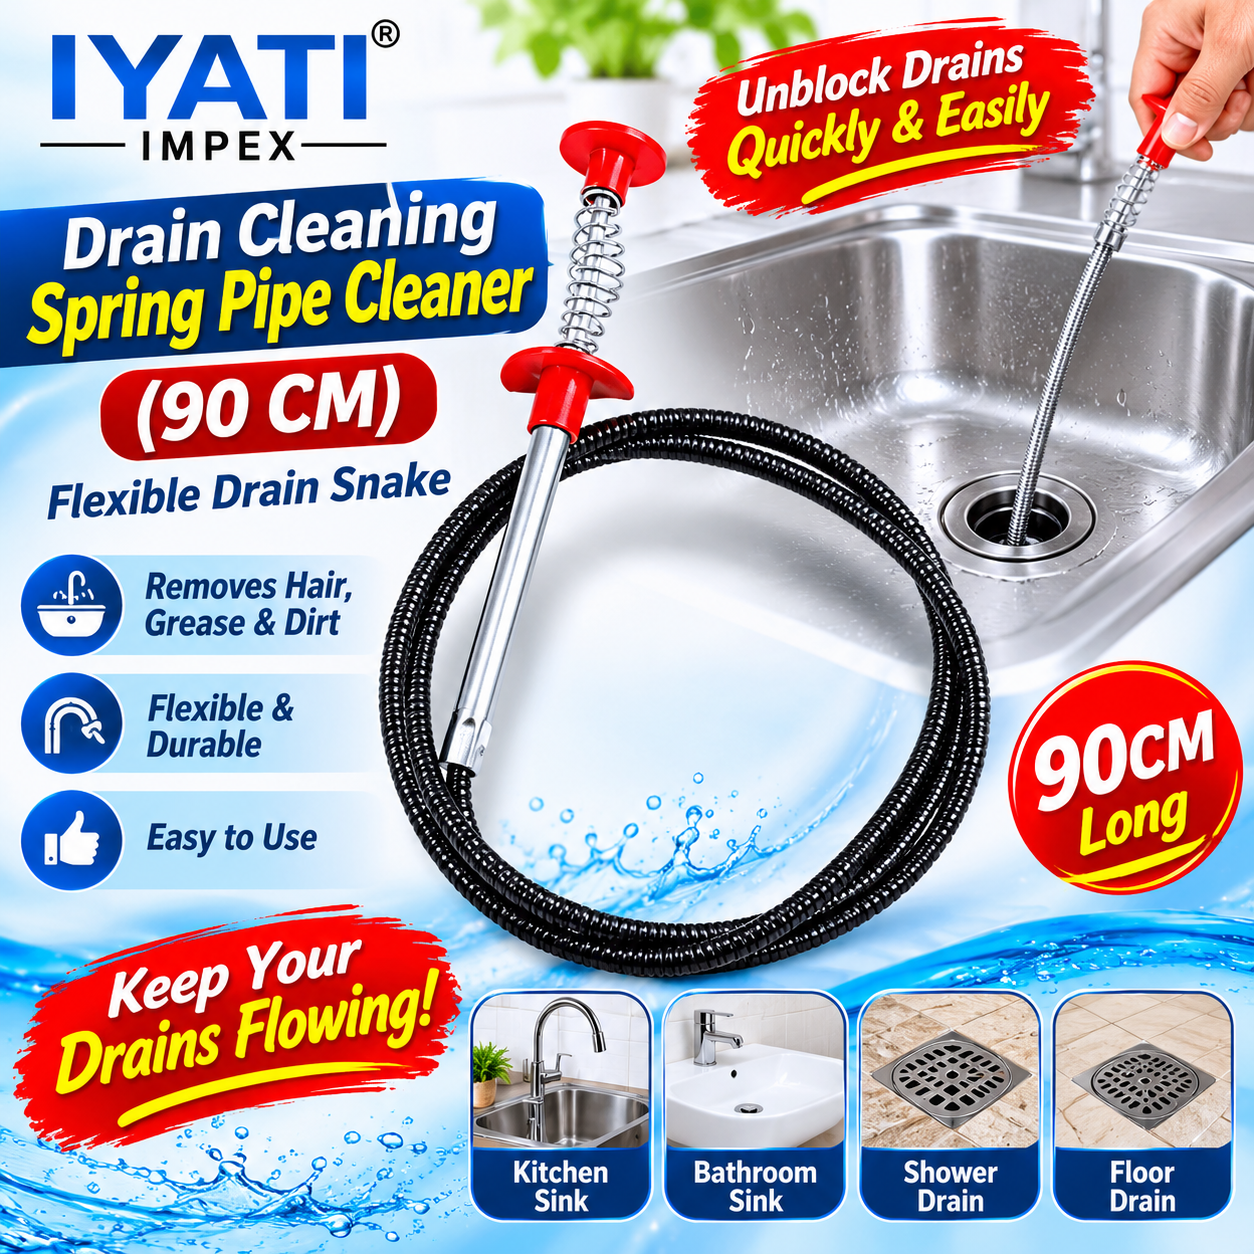 IYATI®
IMPEX
Drain Cleaning
Spring Pipe Cleaner
(90 CM)
Flexible Drain Snake
Removes Hair,
Grease & Dirt
Flexible &
Durable
Easy to Use
Keep Your
Drains Flowing!
Unblock Drains
Quickly & Easily
90CM
Long
Kitchen
Sink
Bathroom
Sink
Shower
Drain
Floor
Drain